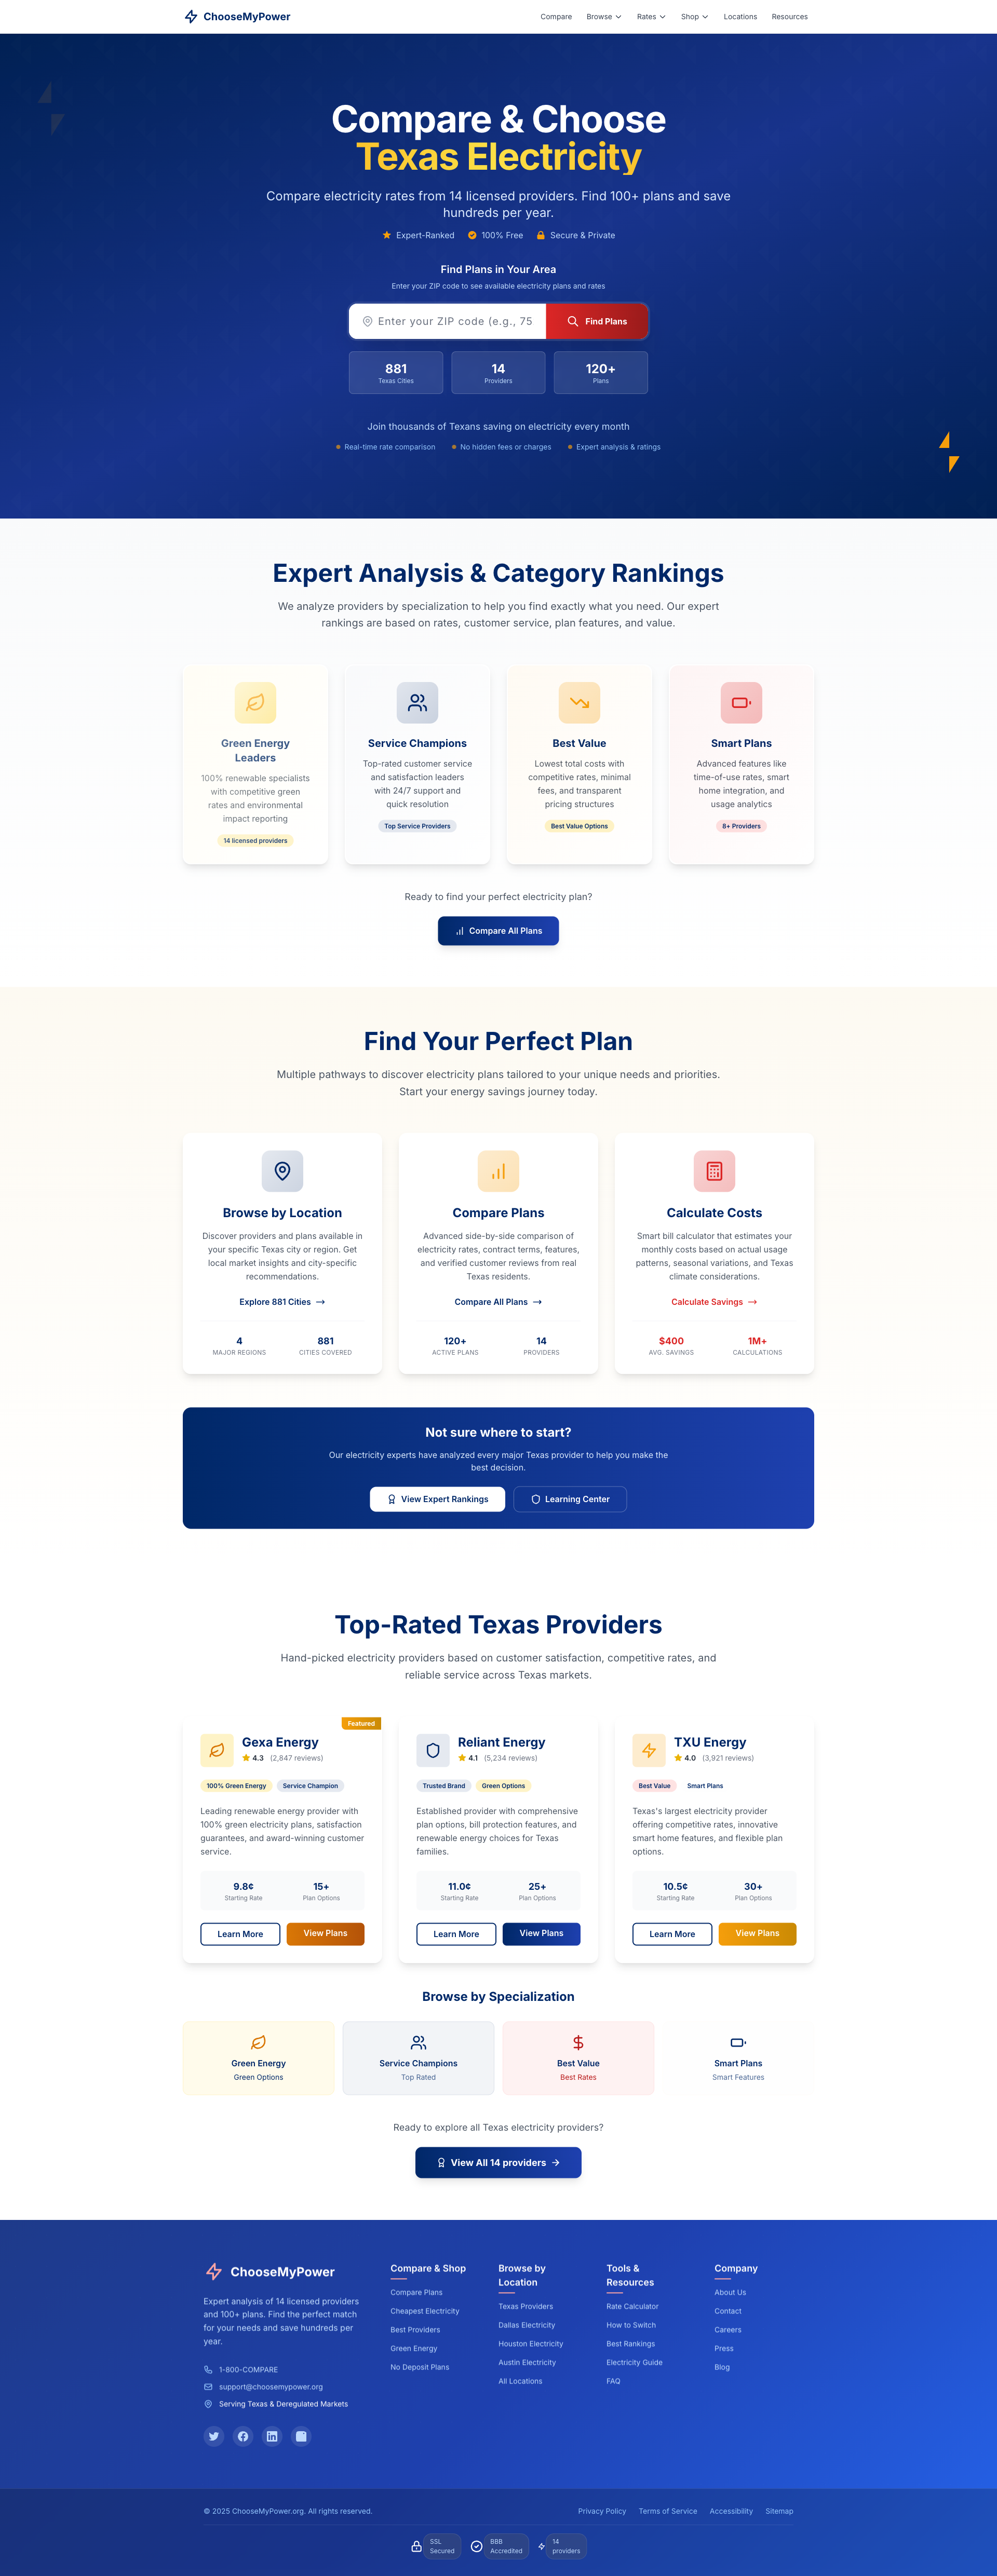 ChooseMyPower
Compare Browse Rates Shop Locations Resources
Compare & Choose
Texas Electricity
Compare electricity rates from 14 licensed providers. Find 100+ plans and save
hundreds per year.
Expert-Ranked 100% Free Secure & Private
Find Plans in Your Area
Enter your ZIP code to see available electricity plans and rates
Enter your ZIP code (e.g., 75 Find Plans
881 14 120+
Texas Cities Providers Plans
Join thousands of Texans saving on electricity every month
Real-time rate comparison No hidden fees or charges Expert analysis & ratings
Expert Analysis & Category Rankings
We analyze providers by specialization to help you find exactly what you need. Our expert
rankings are based on rates, customer service, plan features, and value.
Green Energy
Leaders
100% renewable specialists
with competitive green
rates and environmental
impact reporting
14 licensed providers
Service Champions
Top-rated customer service
and satisfaction leaders
with 24/7 support and
quick resolution
Top Service Providers
Best Value
Lowest total costs with
competitive rates, minimal
fees, and transparent
pricing structures
Best Value Options
Smart Plans
Advanced features like
time-of-use rates, smart
home integration, and
usage analytics
8+ Providers
Ready to find your perfect electricity plan?
Compare All Plans
Find Your Perfect Plan
Multiple pathways to discover electricity plans tailored to your unique needs and priorities.
Start your energy savings journey today.
Browse by Location
Discover providers and plans available in
your specific Texas city or region. Get
local market insights and city-specific
recommendations.
Explore 881 Cities
4 881
MAJOR REGIONS CITIES COVERED
Compare Plans
Advanced side-by-side comparison of
electricity rates, contract terms, features,
and verified customer reviews from real
Texas residents.
Compare All Plans
120+ 14
ACTIVE PLANS PROVIDERS
Calculate Costs
Smart bill calculator that estimates your
monthly costs based on actual usage
patterns, seasonal variations, and Texas
climate considerations.
Calculate Savings
$400 1M+
AVG. SAVINGS CALCULATIONS
Not sure where to start?
Our electricity experts have analyzed every major Texas provider to help you make the
best decision.
View Expert Rankings Learning Center
Top-Rated Texas Providers
Hand-picked electricity providers based on customer satisfaction, competitive rates, and
reliable service across Texas markets.
Featured
Gexa Energy
4.3 (2,847 reviews)
100% Green Energy Service Champion
Leading renewable energy provider with
100% green electricity plans, satisfaction
guarantees, and award-winning customer
service.
9.8¢ 15+
Starting Rate Plan Options
Learn More View Plans
Reliant Energy
4.1 (5,234 reviews)
Trusted Brand Green Options
Established provider with comprehensive
plan options, bill protection features, and
renewable energy choices for Texas
families.
11.0¢ 25+
Starting Rate Plan Options
Learn More View Plans
TXU Energy
4.0 (3,921 reviews)
Best Value Smart Plans
Texas's largest electricity provider
offering competitive rates, innovative
smart home features, and flexible plan
options.
10.5¢ 30+
Starting Rate Plan Options
Learn More View Plans
Browse by Specialization
Green Energy Service Champions Best Value Smart Plans
Green Options Top Rated Best Rates Smart Features
Ready to explore all Texas electricity providers?
View All 14 providers
ChooseMyPower
Expert analysis of 14 licensed providers
and 100+ plans. Find the perfect match
for your needs and save hundreds per
year.
1-800-COMPARE
support@choosemypower.org
Serving Texas & Deregulated Markets
Compare & Shop
Compare Plans
Cheapest Electricity
Best Providers
Green Energy
No Deposit Plans
Browse by
Location
Texas Providers
Dallas Electricity
Houston Electricity
Austin Electricity
All Locations
Tools &
Resources
Rate Calculator
How to Switch
Best Rankings
Electricity Guide
FAQ
Company
About Us
Contact
Careers
Press
Blog
© 2025 ChooseMyPower.org. All rights reserved.
Privacy Policy Terms of Service Accessibility Sitemap
SSL
Secured
BBB
Accredited
14
providers